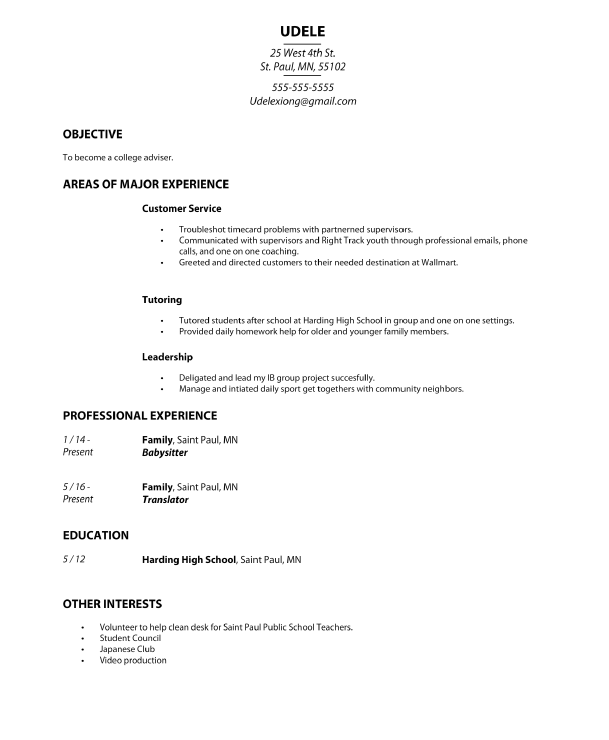 UDELE
25 West 4th St.
St. Paul, MN, 55102
555-555-5555
Udelexiong@gmail.com
OBJECTIVE
To become a college adviser.
AREAS OF MAJOR EXPERIENCE
Customer Service
• Troubleshot timecard problems with partnerned supervisors.
• Communicated with supervisors and Right Track youth through professional emails, phone
calls, and one on one coaching.
• Greeted and directed customers to their needed destination at Wallmart.
Tutoring
• Tutored students after school at Harding High School in group and one on one settings.
• Provided daily homework help for older and younger family members.
Leadership
• Deligated and lead my IB group project succesfully.
• Manage and intiated daily sport get togethers with community neighbors.
PROFESSIONAL EXPERIENCE
1 / 14 - Family, Saint Paul, MN
Present Babysitter
5 / 16 - Family, Saint Paul, MN
Present Translator
EDUCATION
5 / 12 Harding High School, Saint Paul, MN
OTHER INTERESTS
• Volunteer to help clean desk for Saint Paul Public School Teachers.
• Student Council
• Japanese Club
• Video production